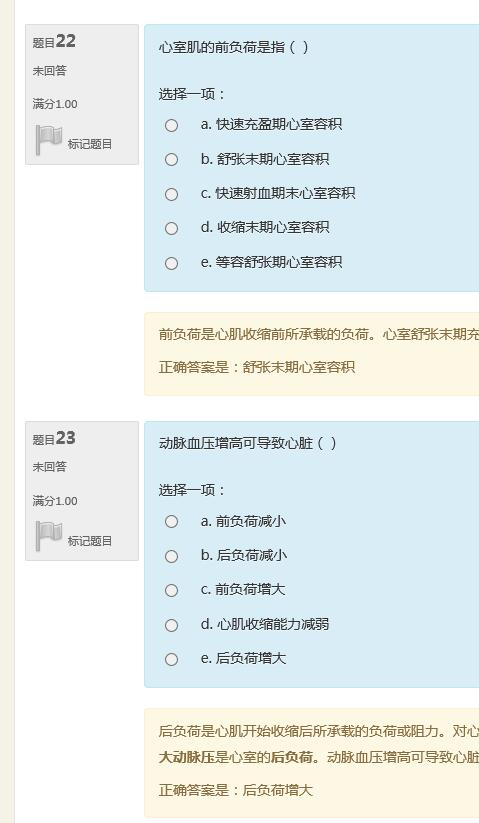 题目22
未回答
满分1.00
标记题目
心室肌的前负荷是指（ ）
选择一项：
a. 快速充盈期心室容积
b. 舒张末期心室容积
c. 快速射血期末心室容积
d. 收缩末期心室容积
e. 等容舒张期心室容积
前负荷是心肌收缩前所承载的负荷。心室舒张末期充
正确答案是：舒张末期心室容积
题目23
未回答
满分1.00
标记题目
动脉血压增高可导致心脏（ ）
选择一项：
a. 前负荷减小
b. 后负荷减小
c. 前负荷增大
d. 心肌收缩能力减弱
e. 后负荷增大
后负荷是心肌开始收缩后所承载的负荷或阻力。对心
大动脉压是心室的后负荷。动脉血压增高可导致心脏
正确答案是：后负荷增大